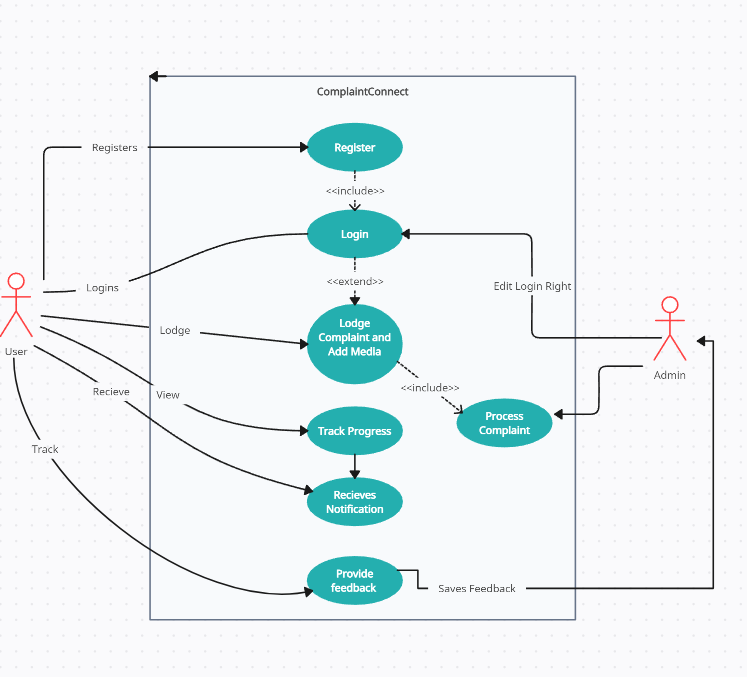 ComplaintConnect
Registers
Register
<<include>>
Login
Logins
<<extend>>
Edit Login Right
Lodge
Lodge
Complaint and
Add Media
User
Admin
Recieve
View
<<include>>
Process
Complaint
Track Progress
Track
Recieves
Notification
Provide
feedback
Saves Feedback